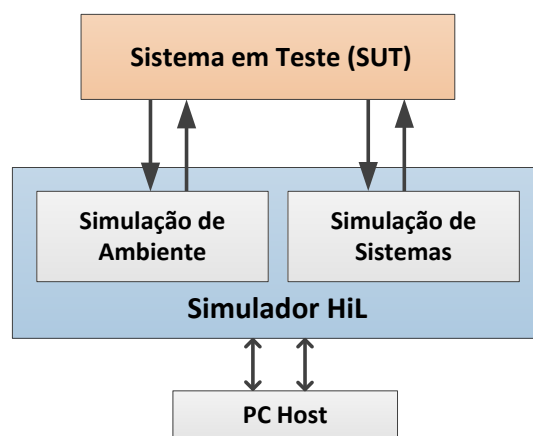 Sistema em Teste (SUT)
Simulação de
Ambiente
Simulação de
Sistemas
Simulador HiL
PC Host